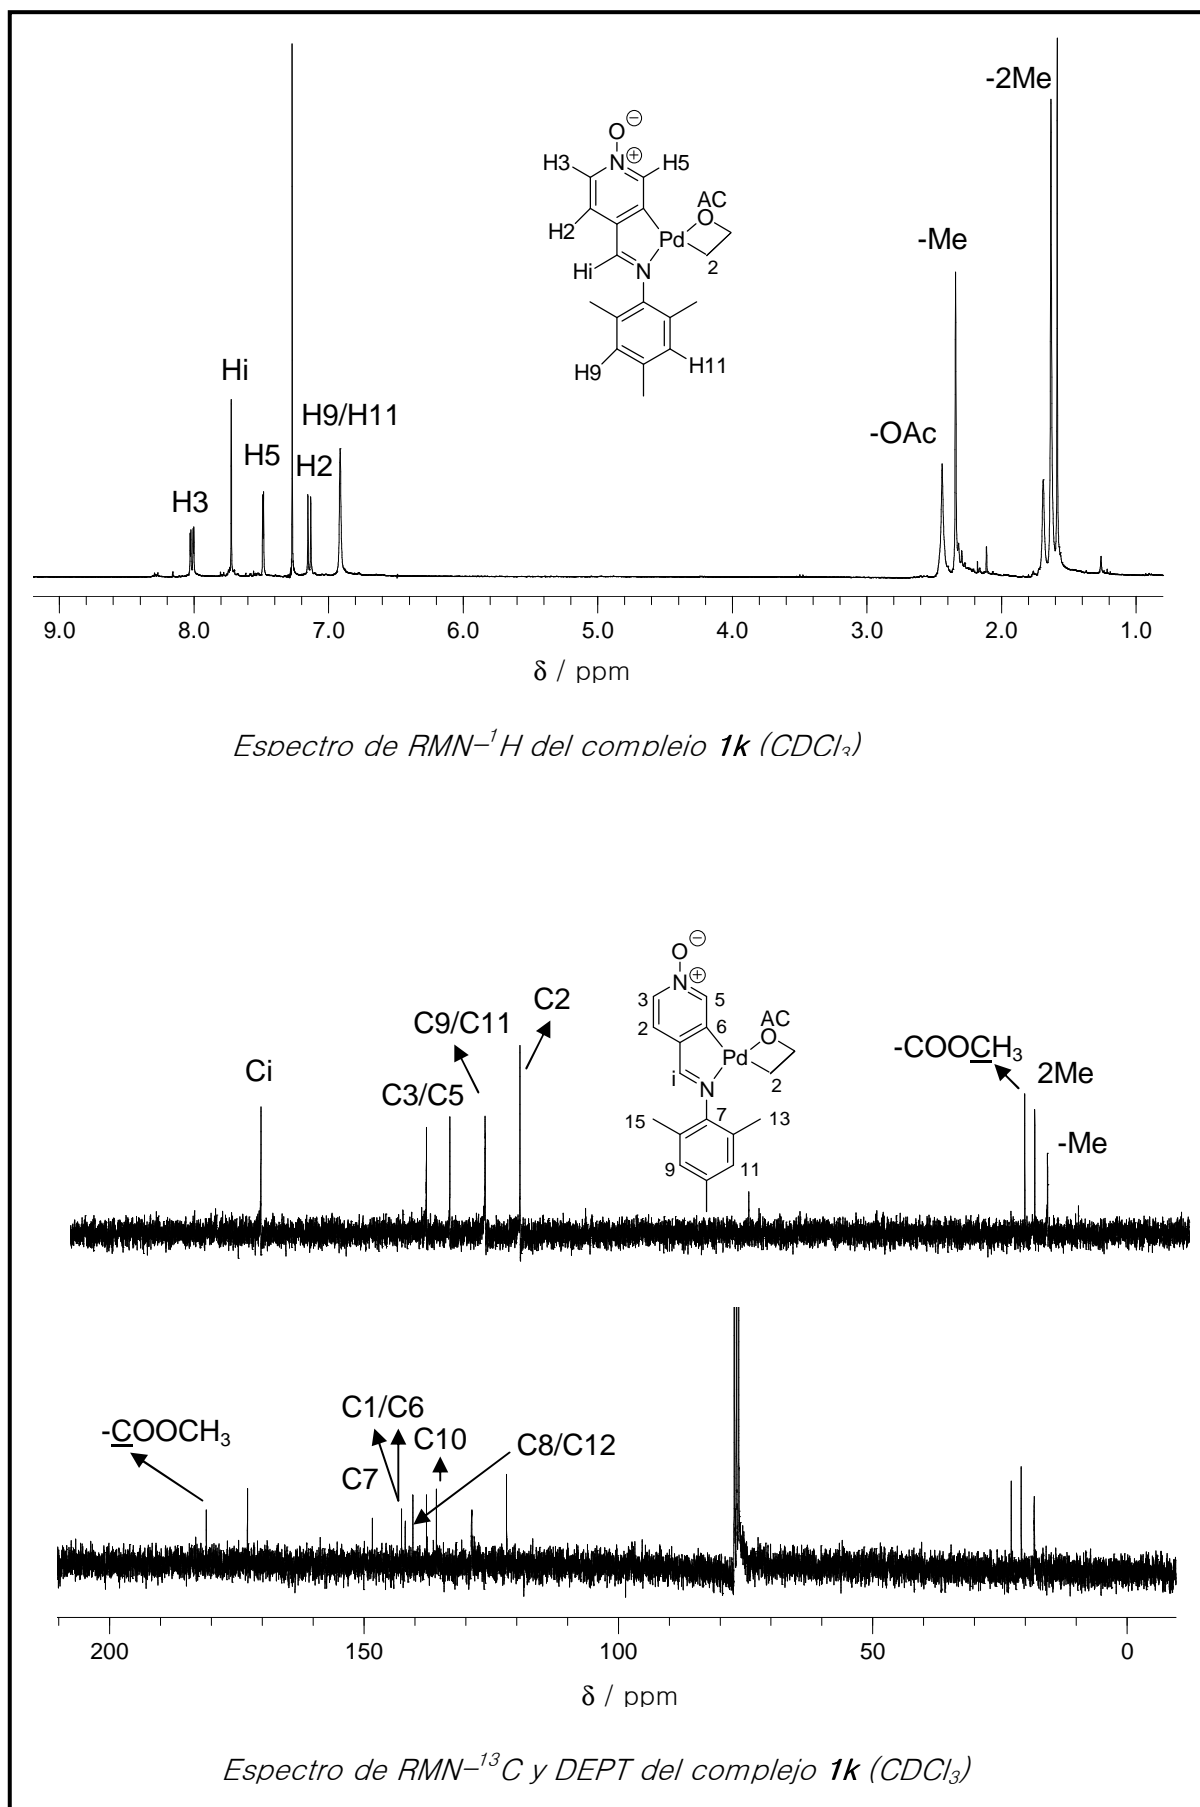 -2Me
O ⊖
N ⊕
H3 H5
AC
O
H2 Pd
-Me
Hi N 2
H9 H11
Hi
H9/H11
-OAc
H5 H2
H3
9.0 8.0 7.0 6.0 5.0 4.0 3.0 2.0 1.0
δ / ppm
Espectro de RMN-¹H del complejo 1k (CDCl₃)
O ⊖
N ⊕
3 5
C2
C9/C11
2 6
AC
O
-COOCH₃
Ci
Pd
2Me
C3/C5
i N 2
15 7 13
-Me
9 11
C1/C6
-COOCH₃
C10
C8/C12
C7
200 150 100 50 0
δ / ppm
Espectro de RMN-¹³C y DEPT del complejo 1k (CDCl₃)